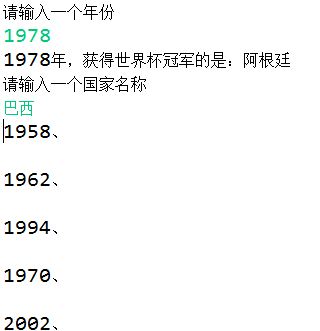 请输入一个年份
1978
1978年，获得世界杯冠军的是：阿根廷
请输入一个国家名称
巴西
1958、
1962、
1994、
1970、
2002、